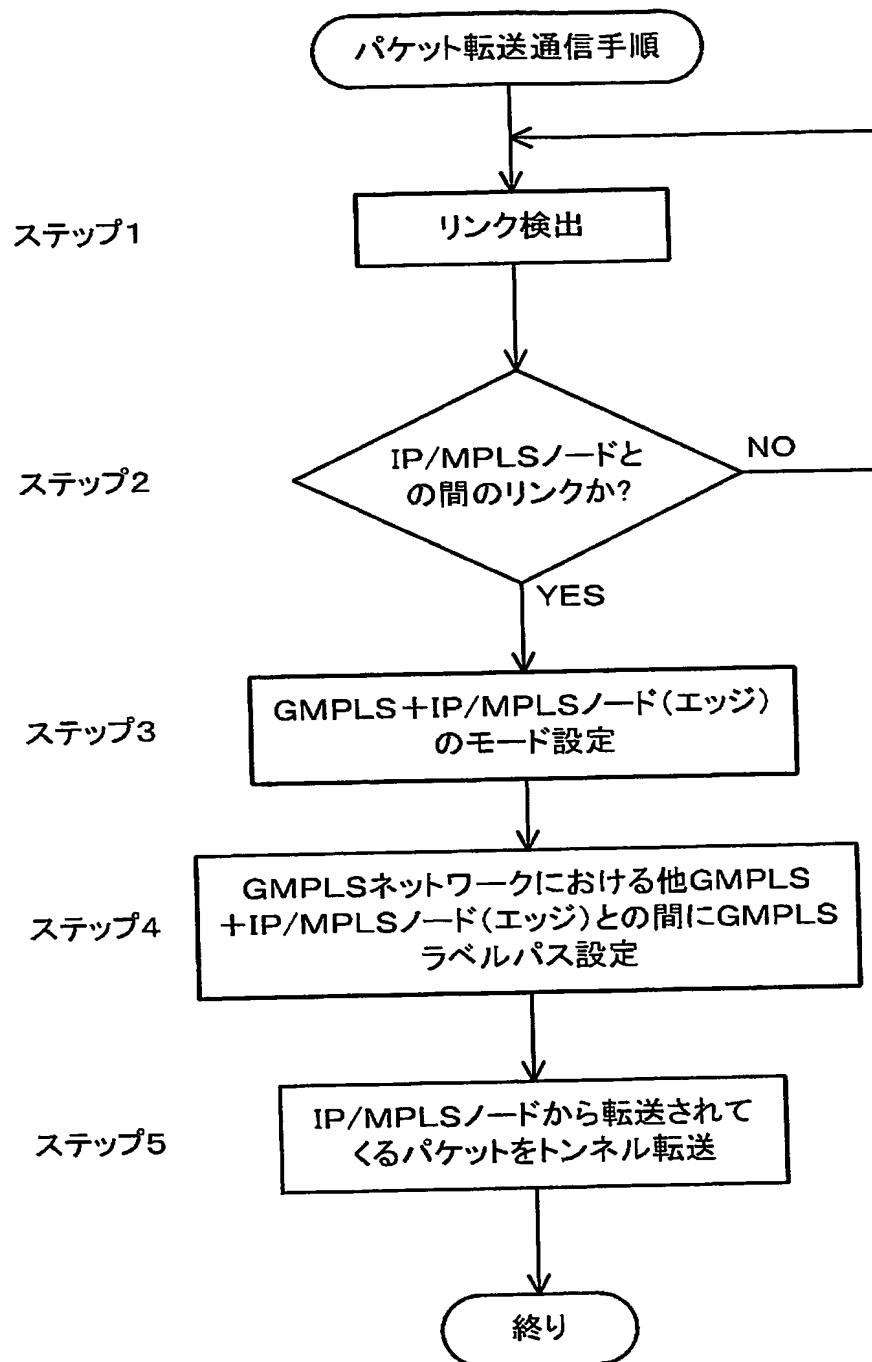 パケット転送通信手順
ステップ1
リンク検出
ステップ2
IP/MPLSノードと
の間のリンクか?
NO
YES
ステップ3
GMPLS+IP/MPLSノード(エッジ)
のモード設定
ステップ4
GMPLSネットワークにおける他GMPLS
+IP/MPLSノード(エッジ)との間にGMPLS
ラベルパス設定
ステップ5
IP/MPLSノードから転送されて
くるパケットをトンネル転送
終り